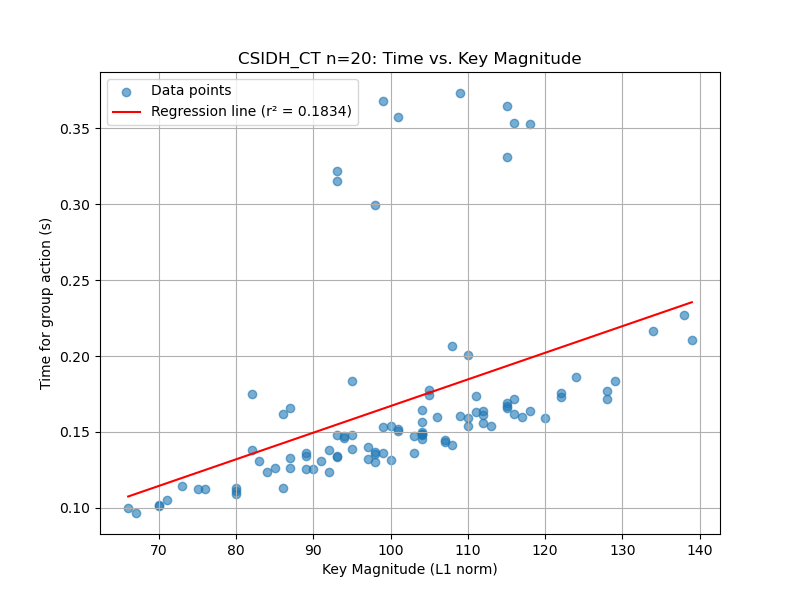 CSIDH_CT n=20: Time vs. Key Magnitude
Data points
Regression line (r² = 0.1834)
Time for group action (s)
0.35
0.30
0.25
0.20
0.15
0.10
70 80 90 100 110 120 130 140
Key Magnitude (L1 norm)